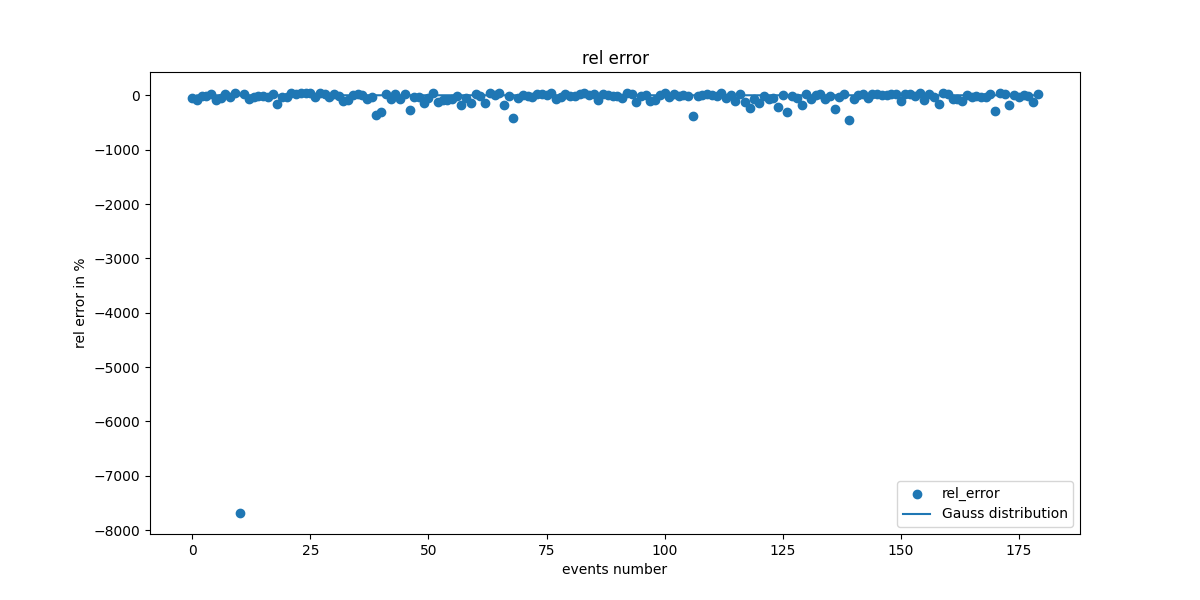 rel error
0
−1000
−2000
−3000
−4000
−5000
−6000
−7000
−8000
rel error in %
rel_error
Gauss distribution
0 25 50 75 100 125 150 175
events number